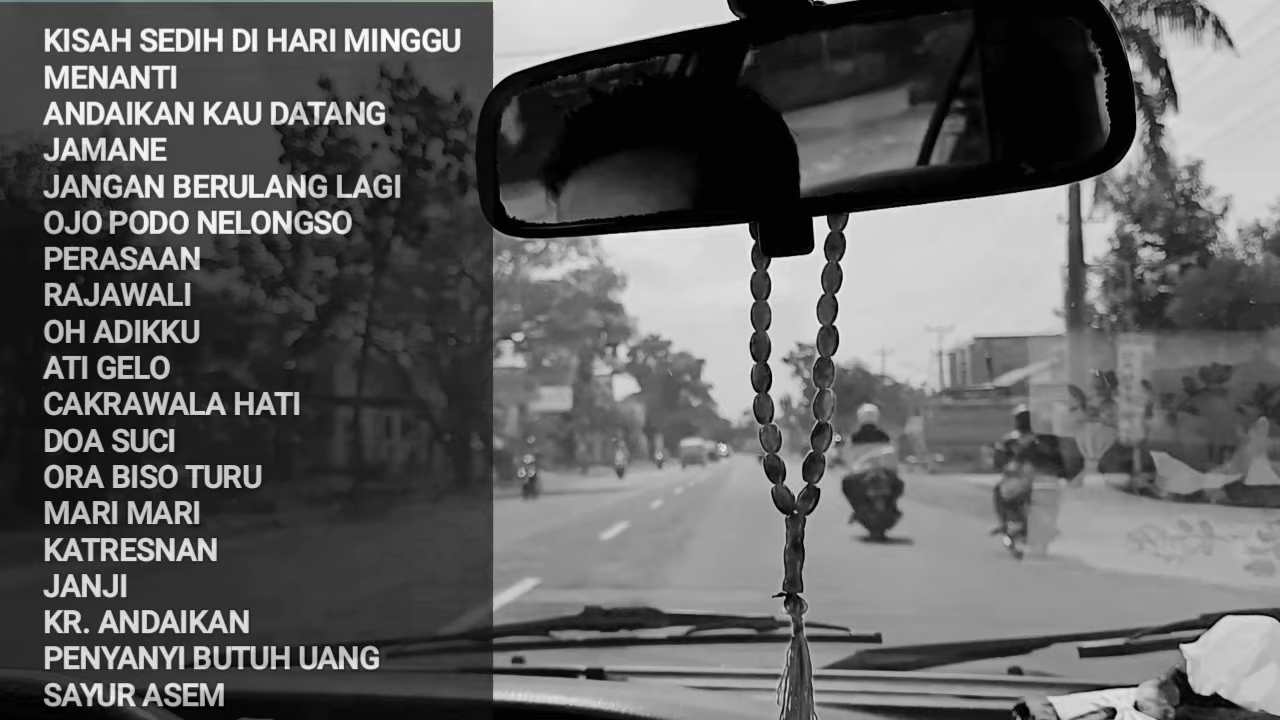 KISAH SEDIH DI HARI MINGGU
MENANTI
ANDAIKAN KAU DATANG
JAMANE
JANGAN BERULANG LAGI
OJO PODO NELONGSO
PERASAAN
RAJAWALI
OH ADIKKU
ATI GELO
CAKRAWALA HATI
DOA SUCI
ORA BISO TURU
MARI MARI
KATRESNAN
JANJI
KR. ANDAIKAN
PENYANYI BUTUH UANG
SAYUR ASEM